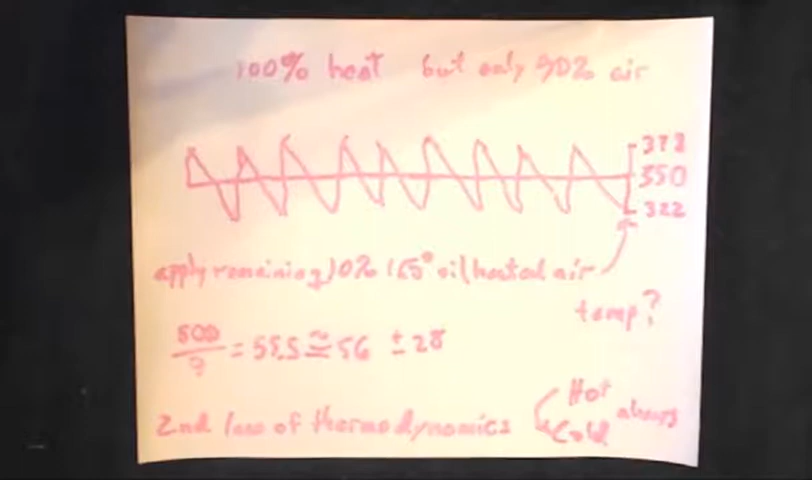 100% heat but only 90% air
378
350
322
apply remaining 10% 165° oil heated air
temp?
500/9 = 55.5 ≅ 56 ± 28
2nd law of thermodynamics Hot Cold always